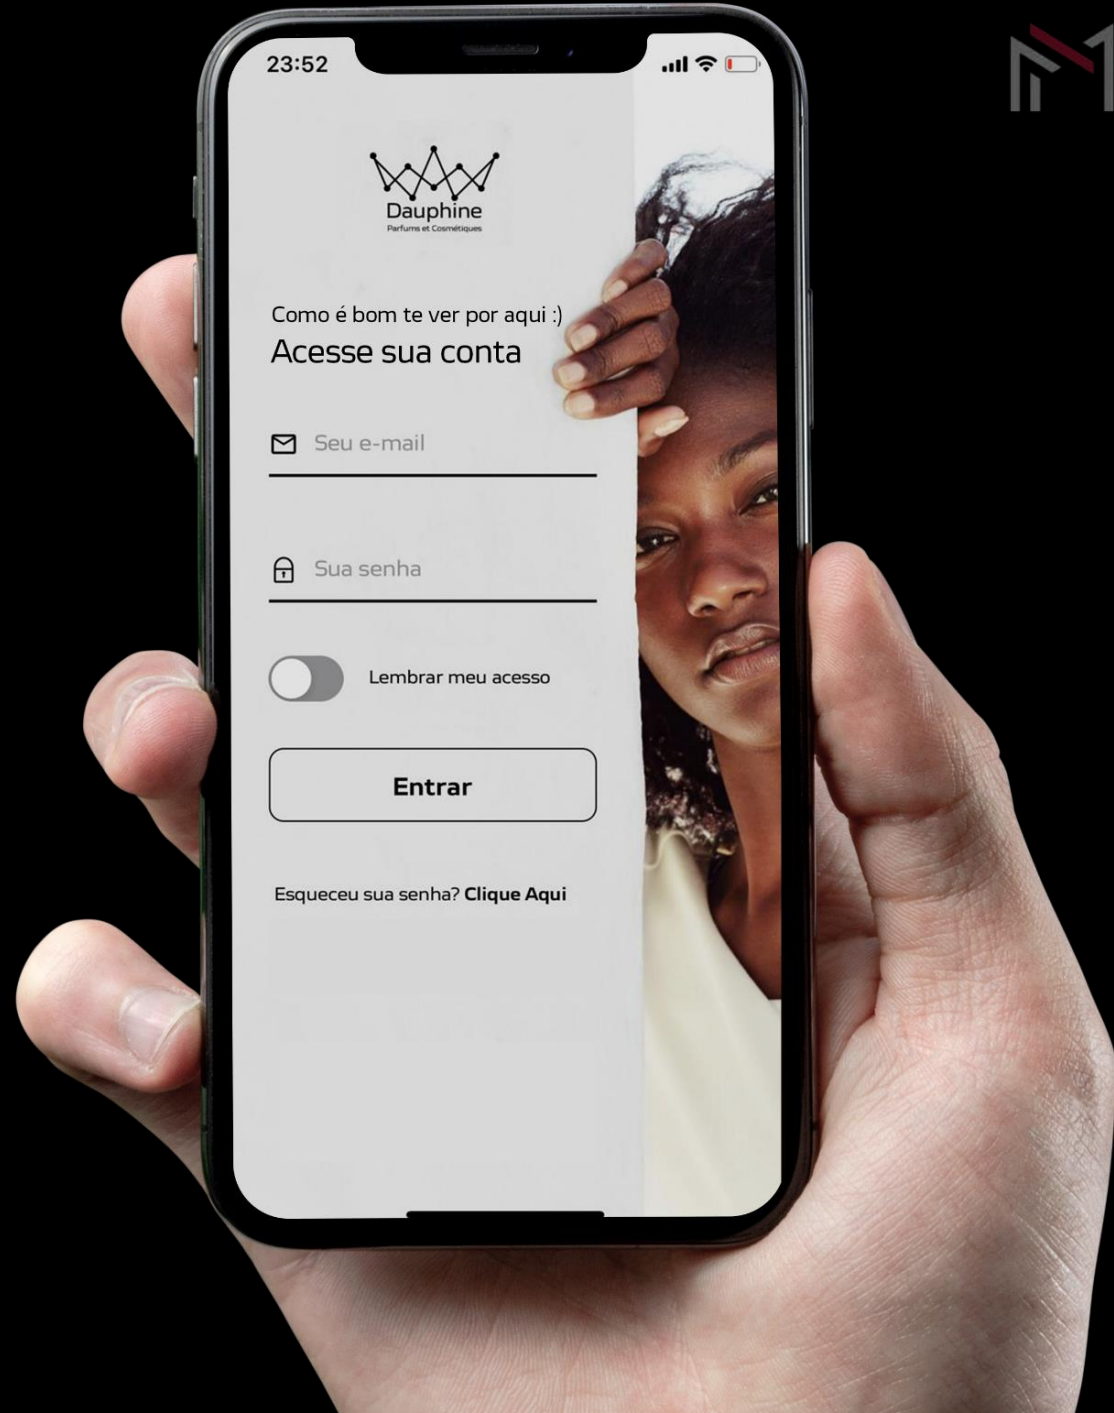 23:52
Dauphine
Parfums et Cosmétiques
Como é bom te ver por aqui :)
Acesse sua conta
Seu e-mail
Sua senha
Lembrar meu acesso
Entrar
Esqueceu sua senha? Clique Aqui